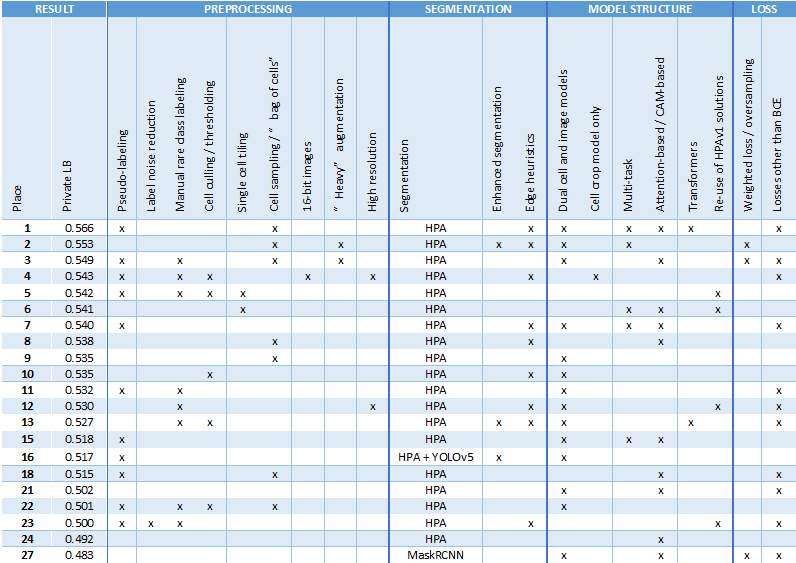 RESULT PREPROCESSING SEGMENTATION MODEL STRUCTURE LOSS
Place Private LB Pseudo-labeling Label noise reduction Manual rare class labeling Cell culling / thresholding Single cell tiling Cell sampling / "bag of cells" 16-bit images "Heavy" augmentation High resolution Segmentation Enhanced segmentation Edge heuristics Dual cell and image models Cell crop model only Multi-task Attention-based / CAM-based Transformers Re-use of HPAv1 solutions Weighted loss / oversampling Losses other than BCE
1 0.566 x x HPA x x x x x x
2 0.553 x x HPA x x x x x
3 0.549 x x x x HPA x x x x
4 0.543 x x x x x HPA x x x
5 0.542 x x x x HPA x
6 0.541 x HPA x x x
7 0.540 x HPA x x x x x
8 0.538 x HPA x x
9 0.535 x HPA x
10 0.535 x HPA x x
11 0.532 x x HPA x x
12 0.530 x x HPA x x x x
13 0.527 x x HPA x x x x x
15 0.518 x HPA x x x
16 0.517 x HPA + YOLOv5 x x
18 0.515 x x HPA x x
21 0.502 HPA x x x
22 0.501 x x x x HPA x
23 0.500 x x x HPA x x x
24 0.492 HPA x
27 0.483 MaskRCNN x x x x